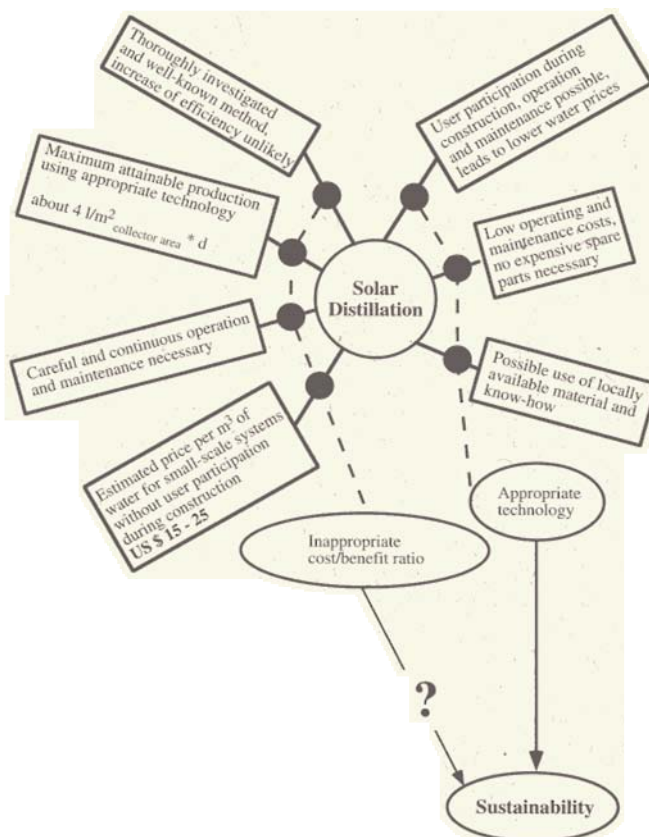 Thoroughly investigated
and well-known method,
increase of efficiency unlikely
Maximum attainable production
using appropriate technology
about 4 l/m² collector area * d
Careful and continuous operation
and maintenance necessary
Estimated price per m³ of
water for small-scale systems
without user participation
during construction
US $ 15 - 25
Solar
Distillation
User participation during
construction, operation
and maintenance possible,
leads to lower water prices
Low operating and
maintenance costs,
no expensive spare
parts necessary
Possible use of locally
available material and
know-how
Inappropriate
cost/benefit ratio
Appropriate
technology
?
Sustainability